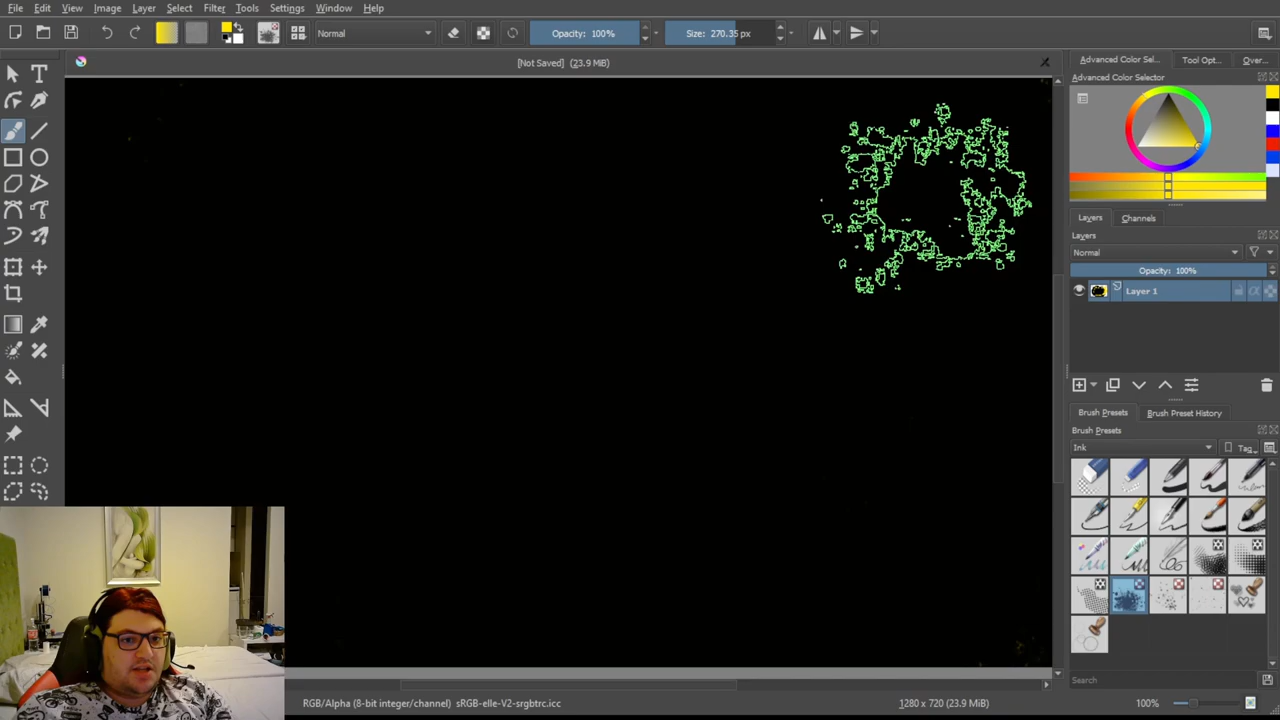 File Edit View Image Layer Select Filter Tools Settings Window Help
Normal Opacity: 100% Size: 270.35 px
[Not Saved] (23.9 MiB)
Advanced Color Sel... Tool Opt... Over...
Advanced Color Selector
Layers Channels
Layers
Normal
Opacity: 100%
Layer 1
Brush Presets Brush Preset History
Brush Presets
Ink Tag
Search
RGB/Alpha (8-bit integer/channel) sRGB-elle-V2-srgbtrc.icc 1280 x 720 (23.9 MiB) 100%